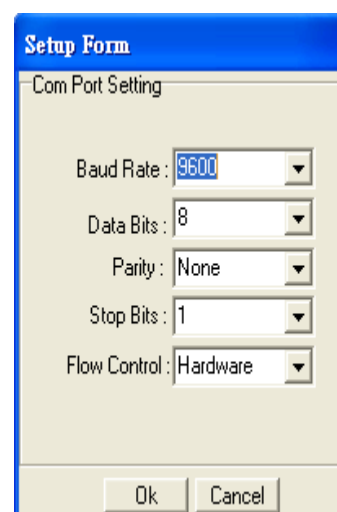 Setup Form
Com Port Setting
Baud Rate : 9600
Data Bits : 8
Parity : None
Stop Bits : 1
Flow Control : Hardware
Ok Cancel